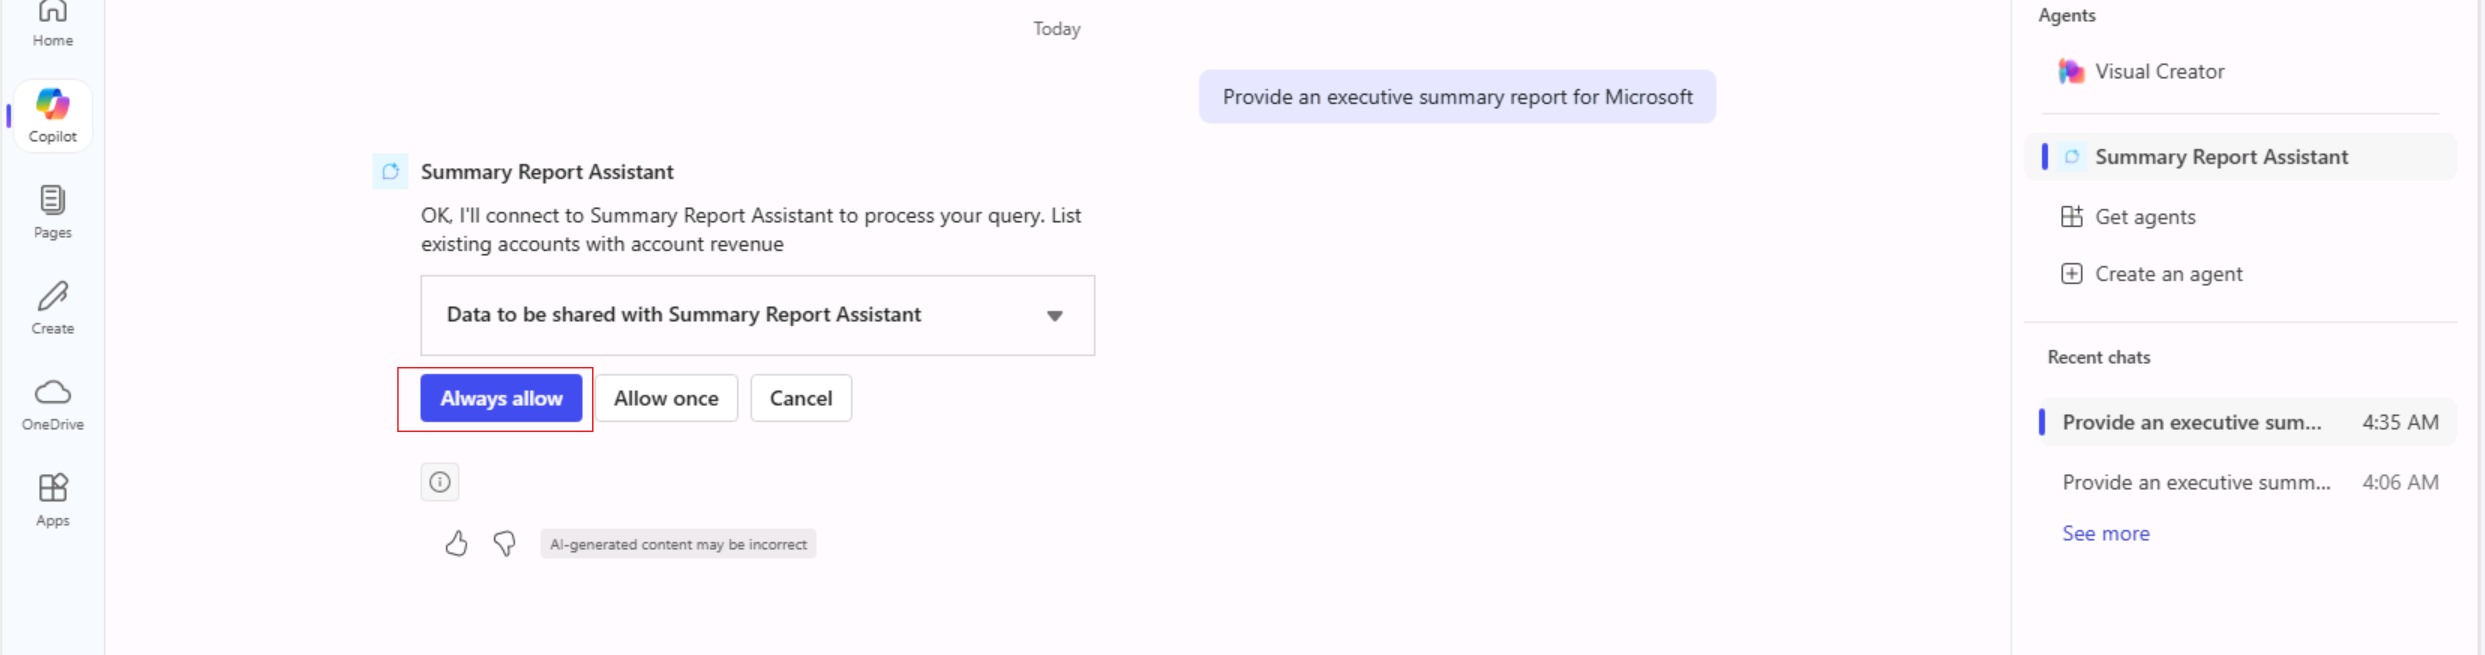 Home
Copilot
Pages
Create
OneDrive
Apps
Today
Provide an executive summary report for Microsoft
Summary Report Assistant
OK, I'll connect to Summary Report Assistant to process your query. List
existing accounts with account revenue
Data to be shared with Summary Report Assistant
Always allow
Allow once
Cancel
AI-generated content may be incorrect
Agents
Visual Creator
Summary Report Assistant
Get agents
Create an agent
Recent chats
Provide an executive sum... 4:35 AM
Provide an executive summ... 4:06 AM
See more